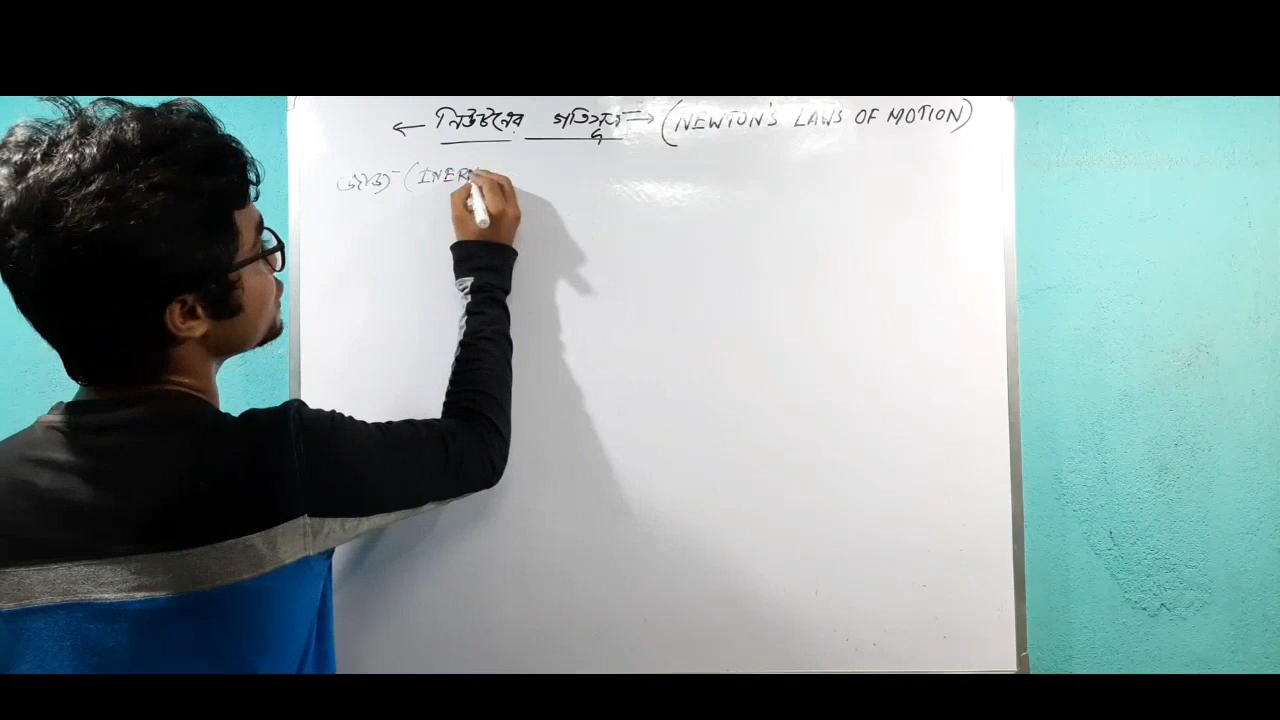 ← নিউটনের গতিসূত্র → (NEWTON'S LAWS OF MOTION)
জাড্য - (INER